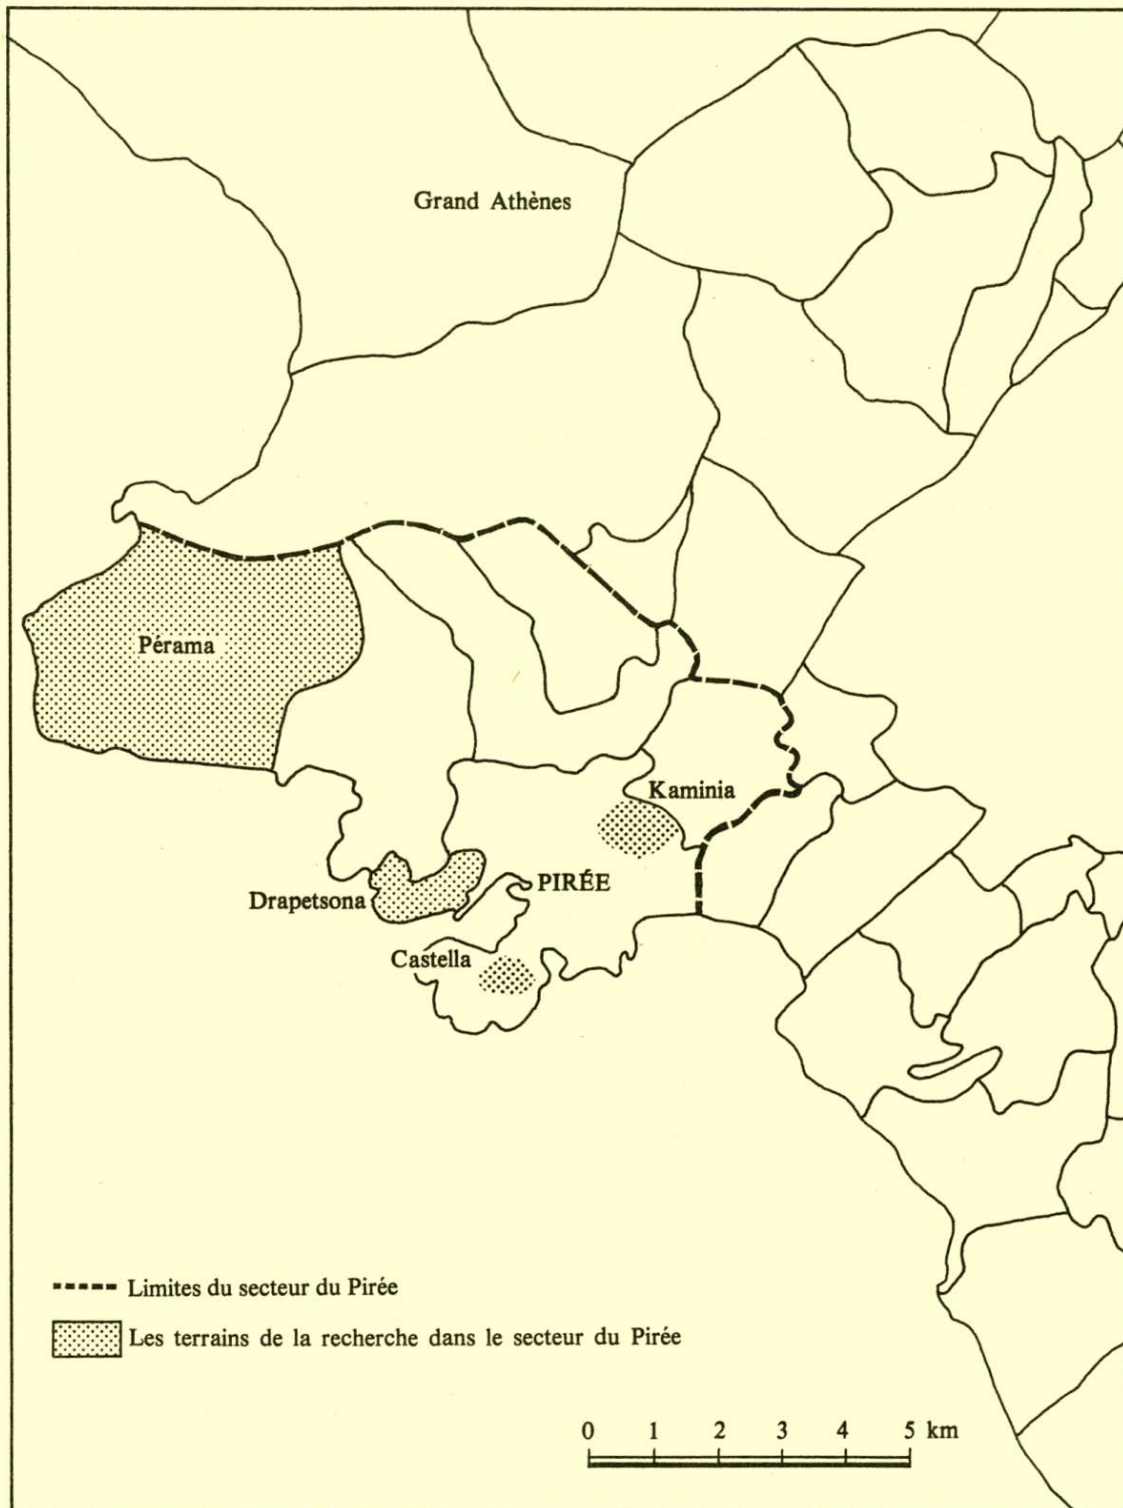 Grand Athènes
Pérama
Kaminia
Drapetsona
PIRÉE
Castella
Limites du secteur du Pirée
Les terrains de la recherche dans le secteur du Pirée
0 1 2 3 4 5 km